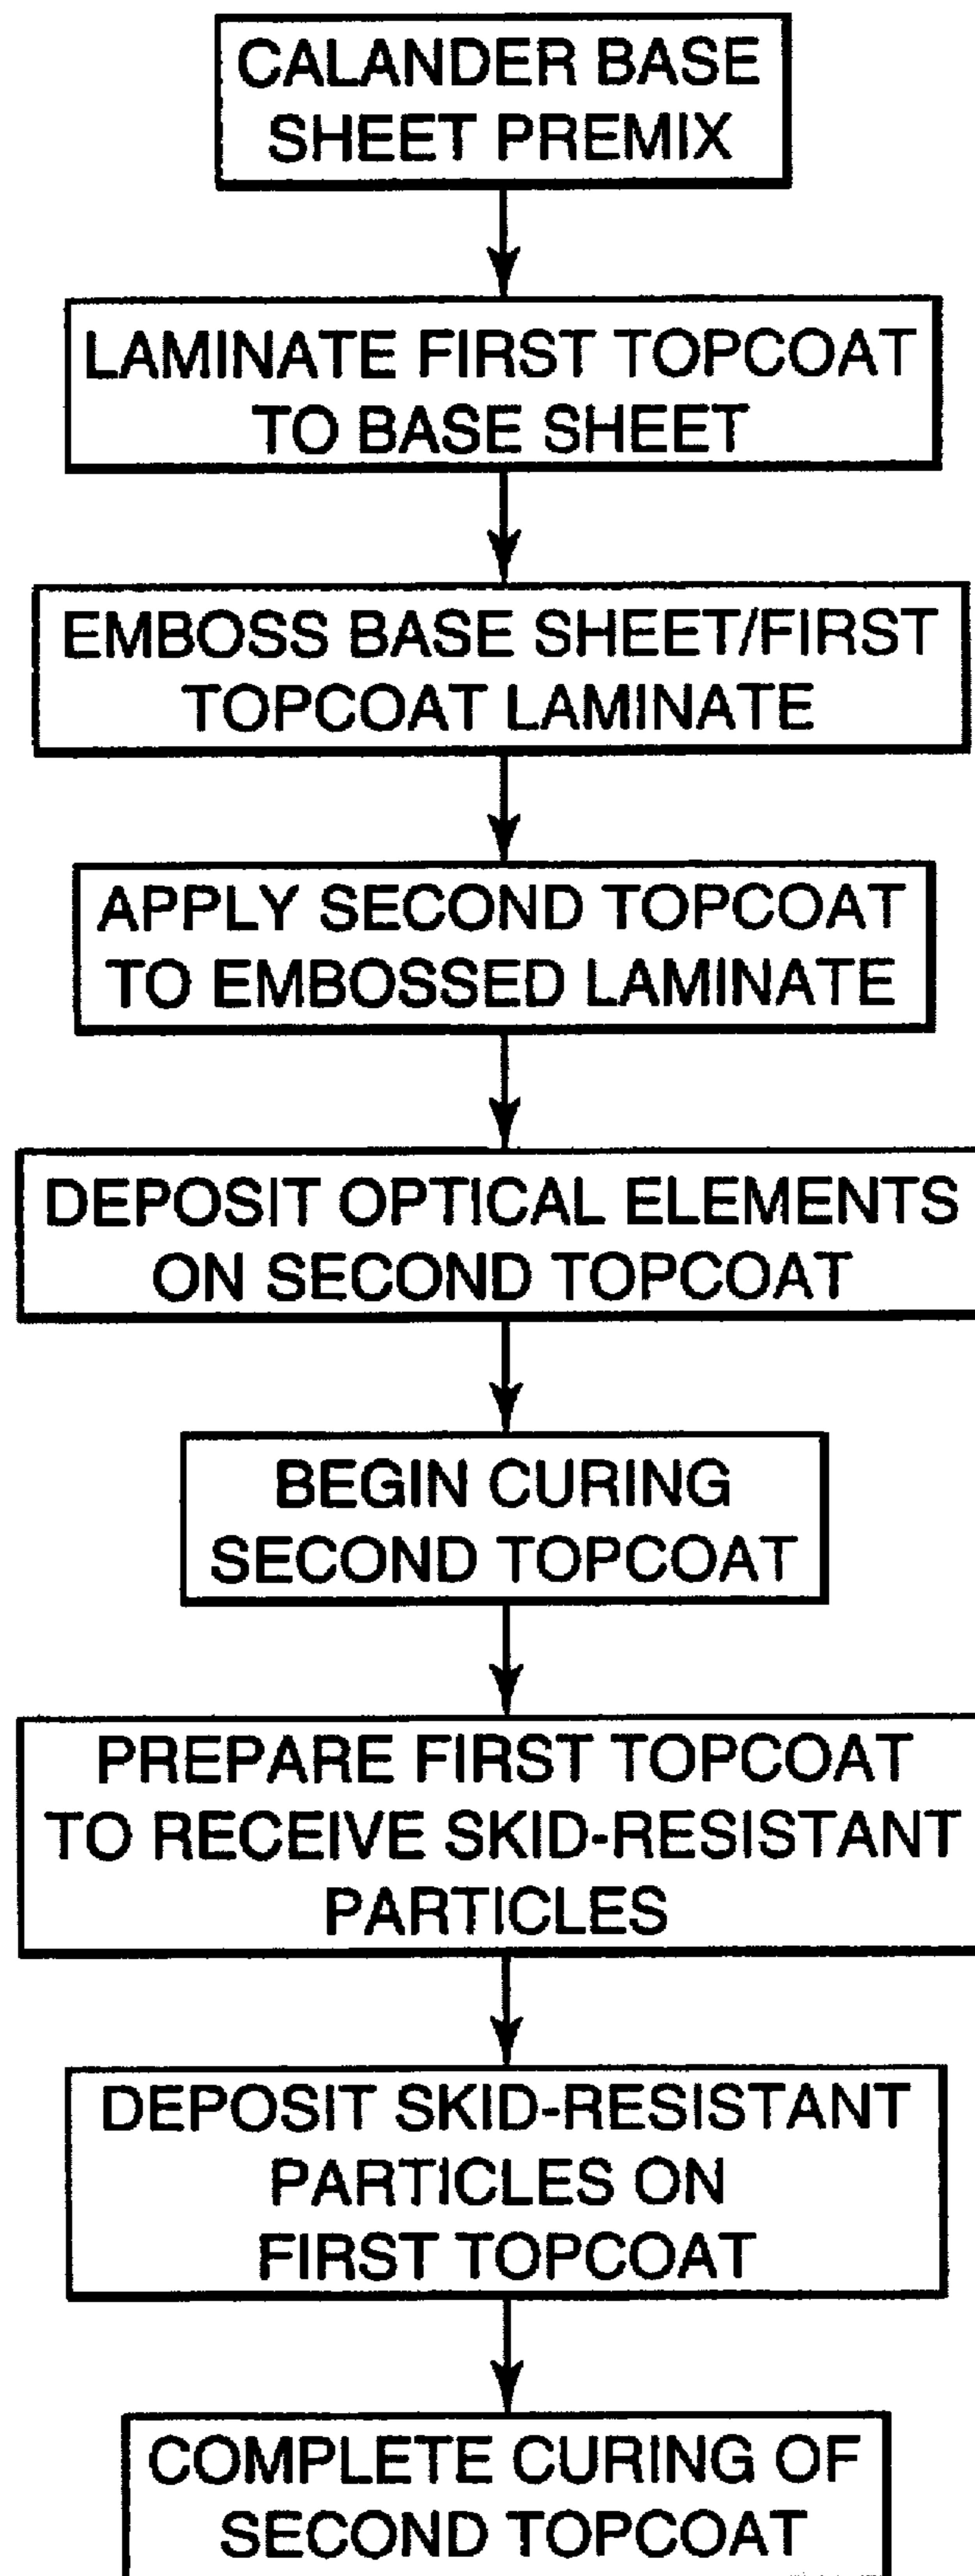 CALANDER BASE
SHEET PREMIX
LAMINATE FIRST TOPCOAT
TO BASE SHEET
EMBOSS BASE SHEET/FIRST
TOPCOAT LAMINATE
APPLY SECOND TOPCOAT
TO EMBOSSED LAMINATE
DEPOSIT OPTICAL ELEMENTS
ON SECOND TOPCOAT
BEGIN CURING
SECOND TOPCOAT
PREPARE FIRST TOPCOAT
TO RECEIVE SKID-RESISTANT
PARTICLES
DEPOSIT SKID-RESISTANT
PARTICLES ON
FIRST TOPCOAT
COMPLETE CURING OF
SECOND TOPCOAT